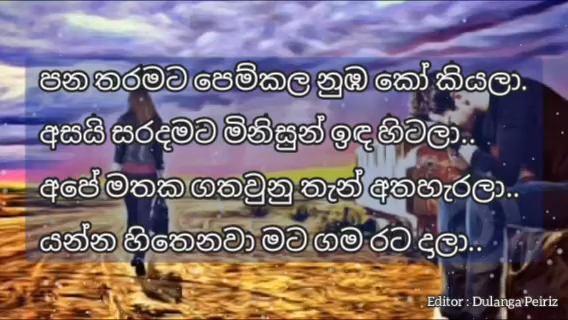 පන තරමට පෙම්කල නුඹ කෝ කියලා.
අසයි සරදමට මිනිසුන් ඉඳ හිටලා..
අපේ මතක ගතවුනු තැන් අතහැරලා..
යන්න හිතෙනවා මට ගම රට දාලා..
Editor : Dulanga Peiriz